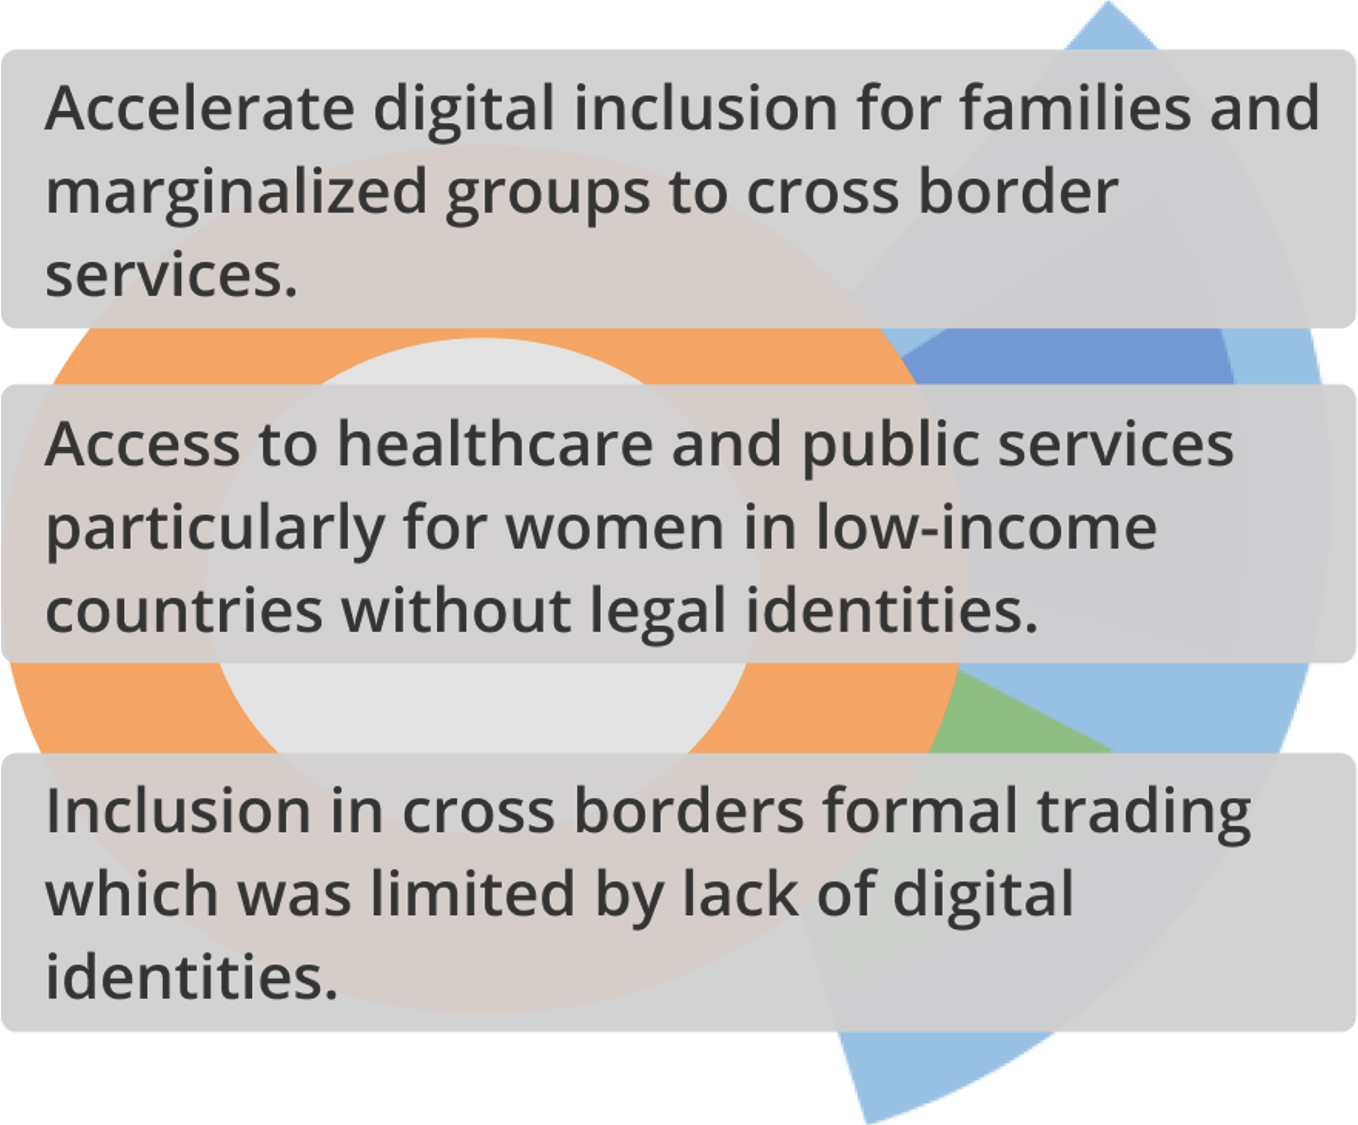 Accelerate digital inclusion for families and
marginalized groups to cross border
services.
Access to healthcare and public services
particularly for women in low-income
countries without legal identities.
Inclusion in cross borders formal trading
which was limited by lack of digital
identities.